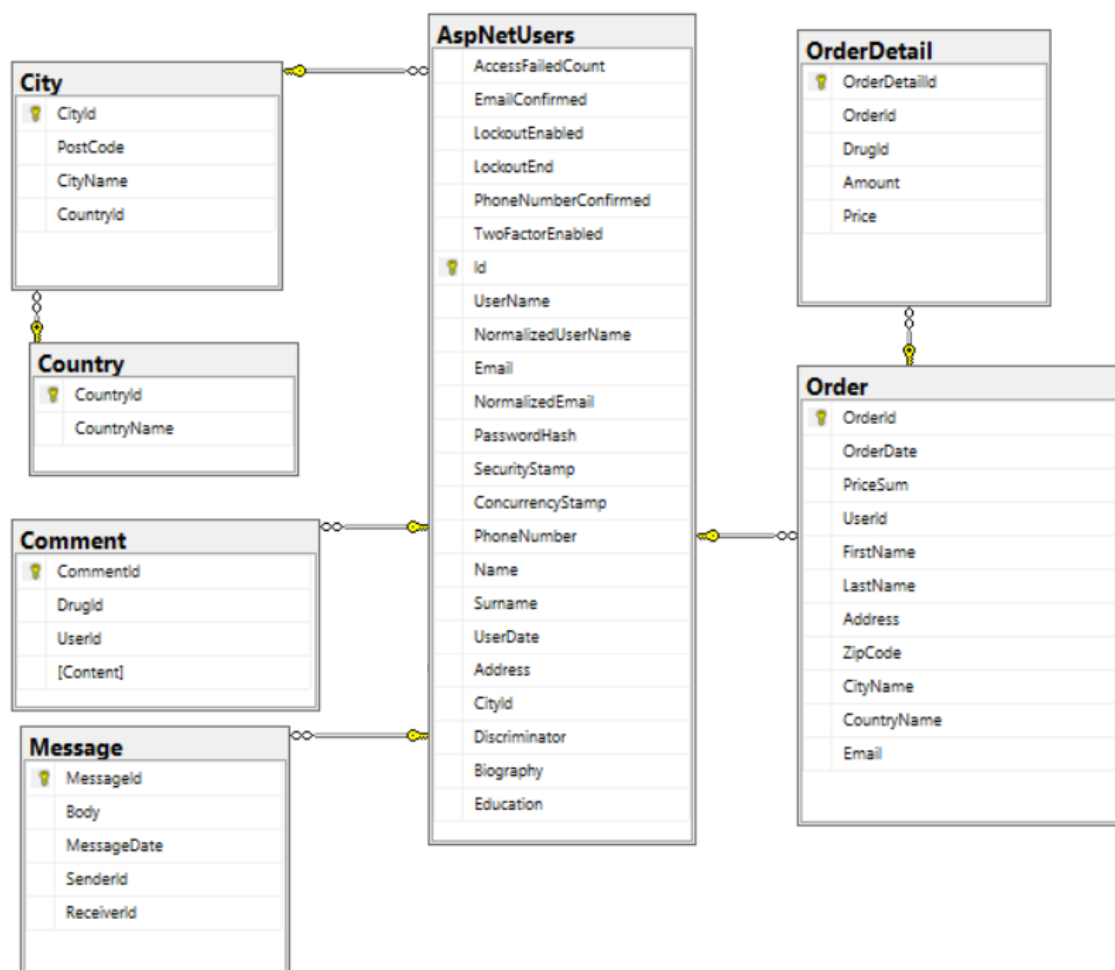 City
CityId
PostCode
CityName
CountryId
Country
CountryId
CountryName
Comment
CommentId
DrugId
UserId
[Content]
Message
MessageId
Body
MessageDate
SenderId
ReceiverId
AspNetUsers
AccessFailedCount
EmailConfirmed
LockoutEnabled
LockoutEnd
PhoneNumberConfirmed
TwoFactorEnabled
Id
UserName
NormalizedUserName
Email
NormalizedEmail
PasswordHash
SecurityStamp
ConcurrencyStamp
PhoneNumber
Name
Surname
UserDate
Address
CityId
Discriminator
Biography
Education
OrderDetail
OrderDetailId
OrderId
DrugId
Amount
Price
Order
OrderId
OrderDate
PriceSum
UserId
FirstName
LastName
Address
ZipCode
CityName
CountryName
Email